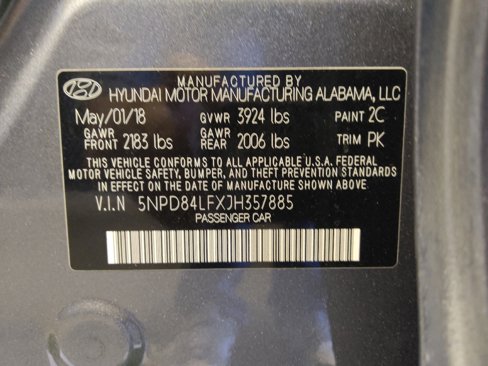 MANUFACTURED BY
HYUNDAI MOTOR MANUFACTURING ALABAMA, LLC
May/01/18 GVWR 3924 lbs PAINT 2C
GAWR FRONT 2183 lbs GAWR REAR 2006 lbs TRIM PK
THIS VEHICLE CONFORMS TO ALL APPLICABLE U.S.A. FEDERAL
MOTOR VEHICLE SAFETY, BUMPER, AND THEFT PREVENTION
STANDARDS IN EFFECT ON THE DATE OF MANUFACTURE SHOWN ABOVE.
V.I.N 5NPD84LFXJH357885
PASSENGER CAR